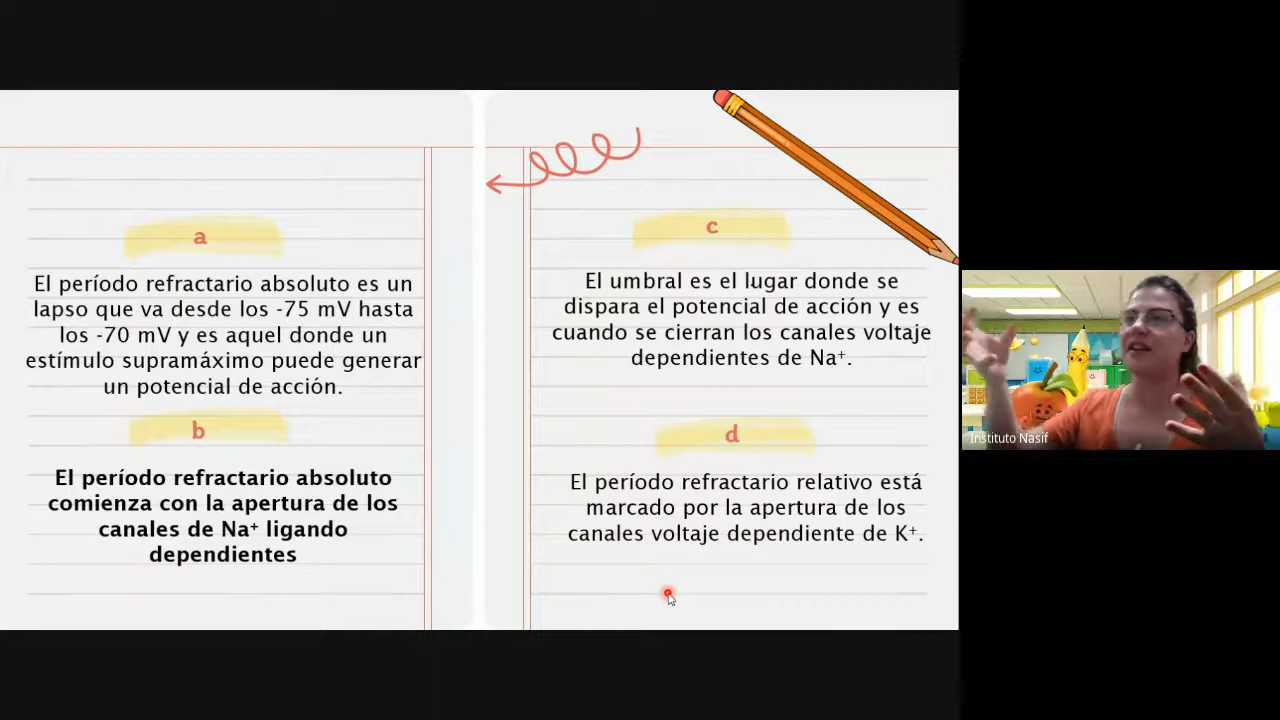 a
El período refractario absoluto es un
lapso que va desde los -75 mV hasta
los -70 mV y es aquel donde un
estímulo supramáximo puede generar
un potencial de acción.
b
El período refractario absoluto
comienza con la apertura de los
canales de Na⁺ ligando
dependientes
c
El umbral es el lugar donde se
dispara el potencial de acción y es
cuando se cierran los canales voltaje
dependientes de Na⁺.
d
El período refractario relativo está
marcado por la apertura de los
canales voltaje dependiente de K⁺.
Instituto Nasif